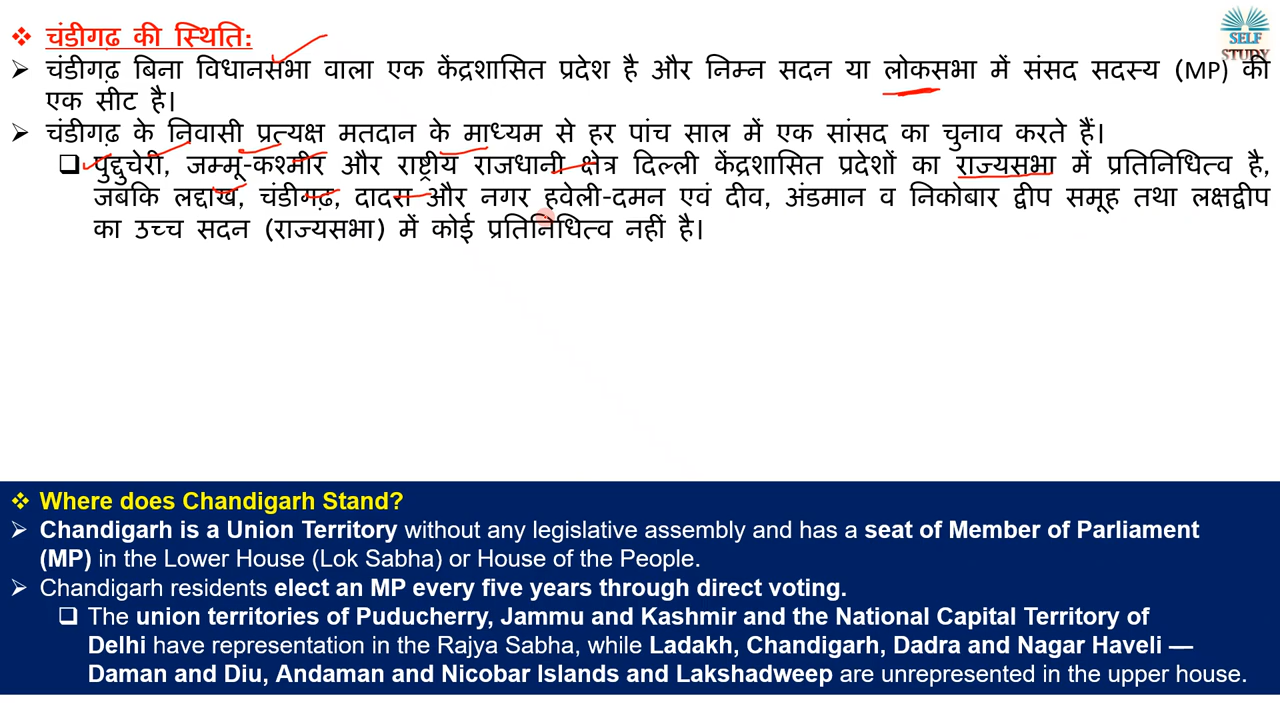 ❖ चंडीगढ़ की स्थिति:
SELF
STUDY
➢ चंडीगढ़ बिना विधानसभा वाला एक केंद्रशासित प्रदेश है और निम्न सदन या लोकसभा में संसद सदस्य (MP) की
एक सीट है।
➢ चंडीगढ़ के निवासी प्रत्यक्ष मतदान के माध्यम से हर पांच साल में एक सांसद का चुनाव करते हैं।
❑ पुद्दुचेरी, जम्मू-कश्मीर और राष्ट्रीय राजधानी क्षेत्र दिल्ली केंद्रशासित प्रदेशों का राज्यसभा में प्रतिनिधित्व है,
जबकि लद्दाख, चंडीगढ़, दादरा और नगर हवेली-दमन एवं दीव, अंडमान व निकोबार द्वीप समूह तथा लक्षद्वीप
का उच्च सदन (राज्यसभा) में कोई प्रतिनिधित्व नहीं है।
❖ Where does Chandigarh Stand?
➢ Chandigarh is a Union Territory without any legislative assembly and has a seat of Member of Parliament
(MP) in the Lower House (Lok Sabha) or House of the People.
➢ Chandigarh residents elect an MP every five years through direct voting.
❑ The union territories of Puducherry, Jammu and Kashmir and the National Capital Territory of
Delhi have representation in the Rajya Sabha, while Ladakh, Chandigarh, Dadra and Nagar Haveli —
Daman and Diu, Andaman and Nicobar Islands and Lakshadweep are unrepresented in the upper house.